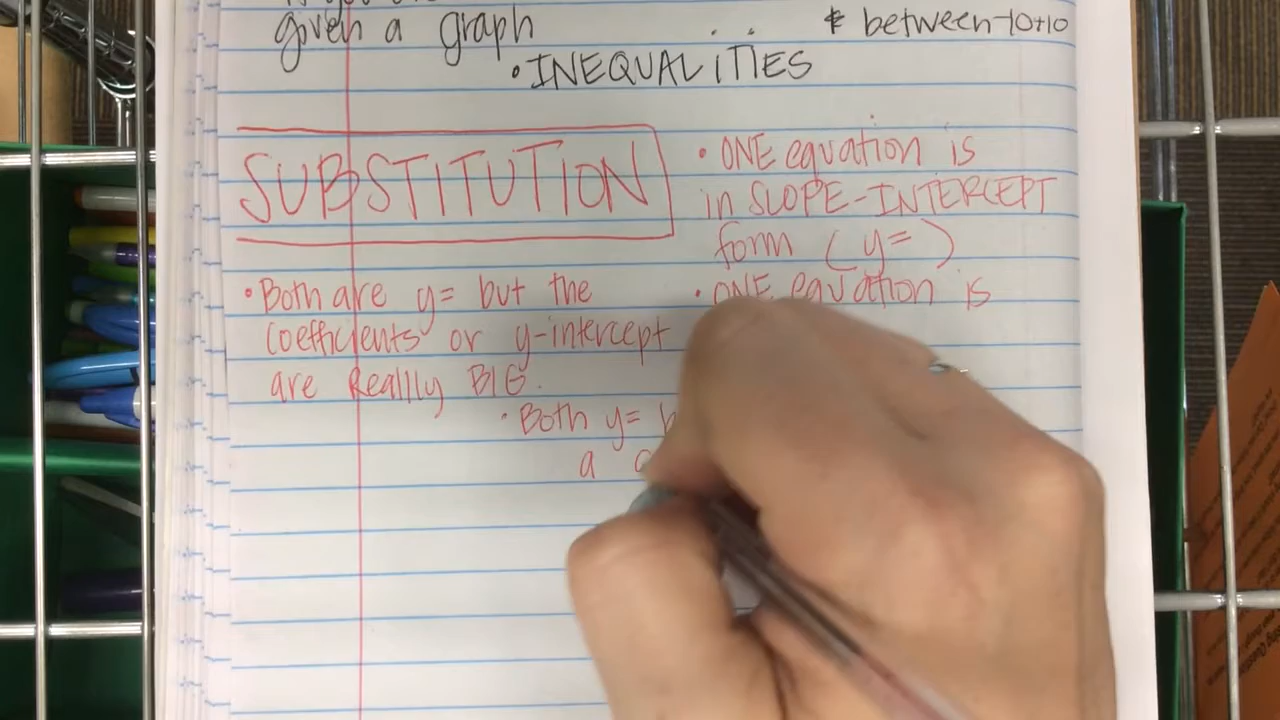 given a graph
* between -10+10
• INEQUALITIES
SUBSTITUTION
• Both are y= but the
coefficients or y-intercept
are Reallly BIG.
• ONE equation is
in SLOPE-INTERCEPT
form (y= )
• ONE equation is
• Both y=
a